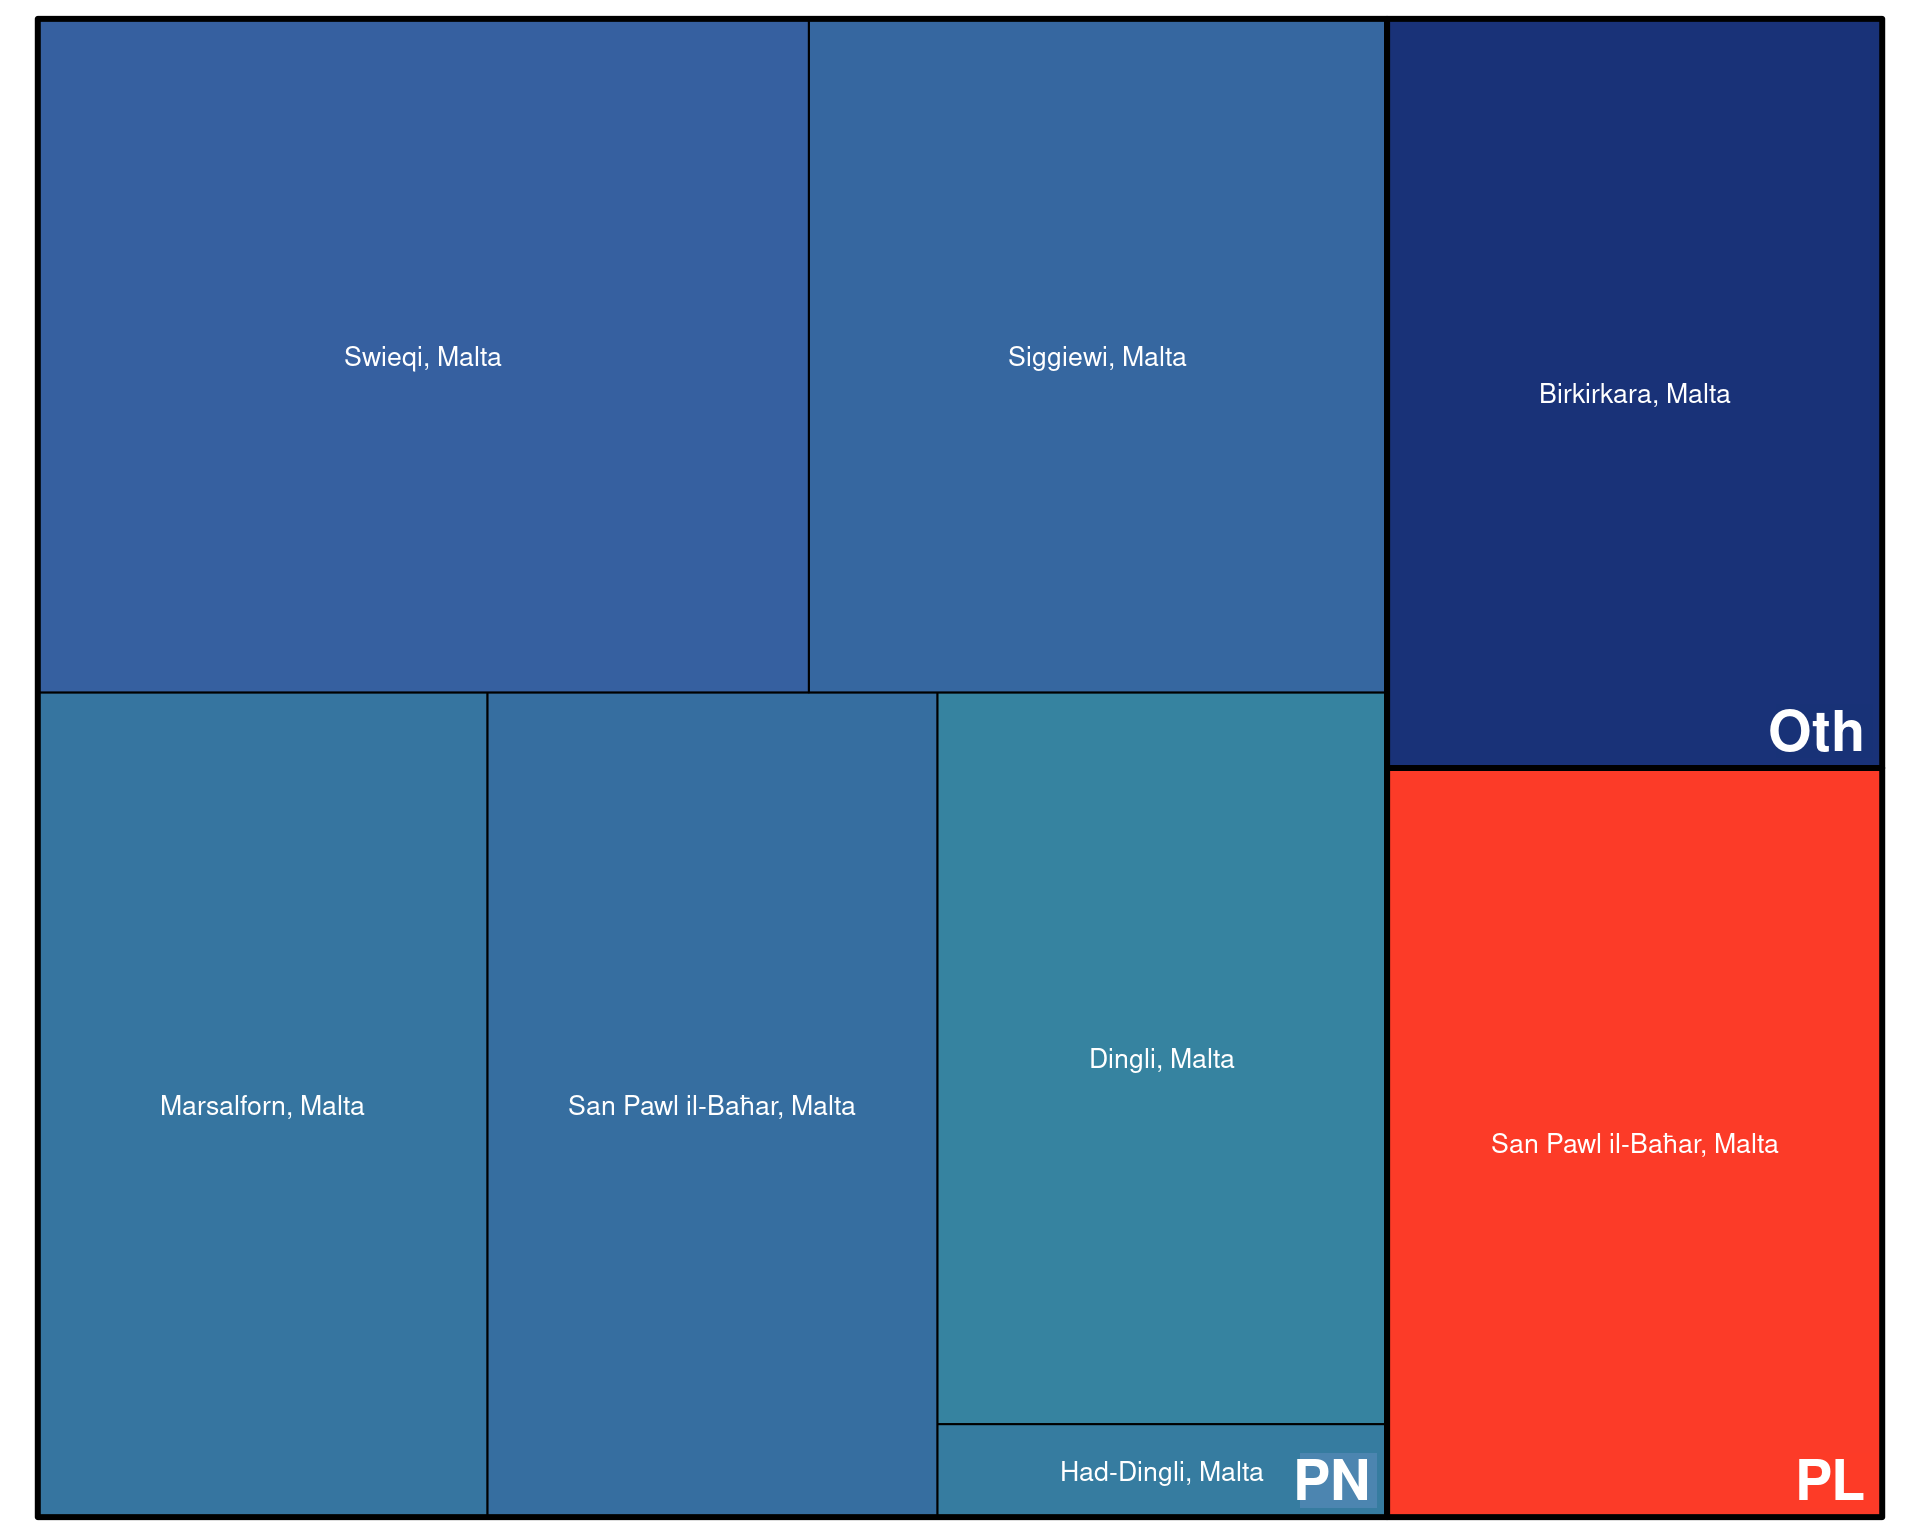 Swieqi, Malta
Siggiewi, Malta
Birkirkara, Malta
Oth
Marsalforn, Malta
San Pawl il-Baħar, Malta
Dingli, Malta
Had-Dingli, Malta
PN
San Pawl il-Baħar, Malta
PL